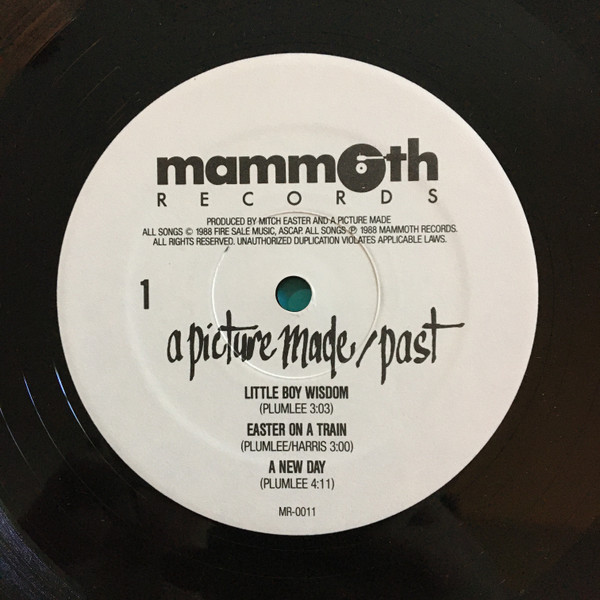 mammoth
RECORDS
PRODUCED BY MITCH EASTER AND A PICTURE MADE
ALL SONGS © 1988 FIRE SALE MUSIC, ASCAP. ALL SONGS ℗ 1988 MAMMOTH RECORDS.
ALL RIGHTS RESERVED. UNAUTHORIZED DUPLICATION VIOLATES APPLICABLE LAWS.
1
a picture made / past
LITTLE BOY WISDOM
(PLUMLEE 3:03)
EASTER ON A TRAIN
(PLUMLEE/HARRIS 3:00)
A NEW DAY
(PLUMLEE 4:11)
MR-0011